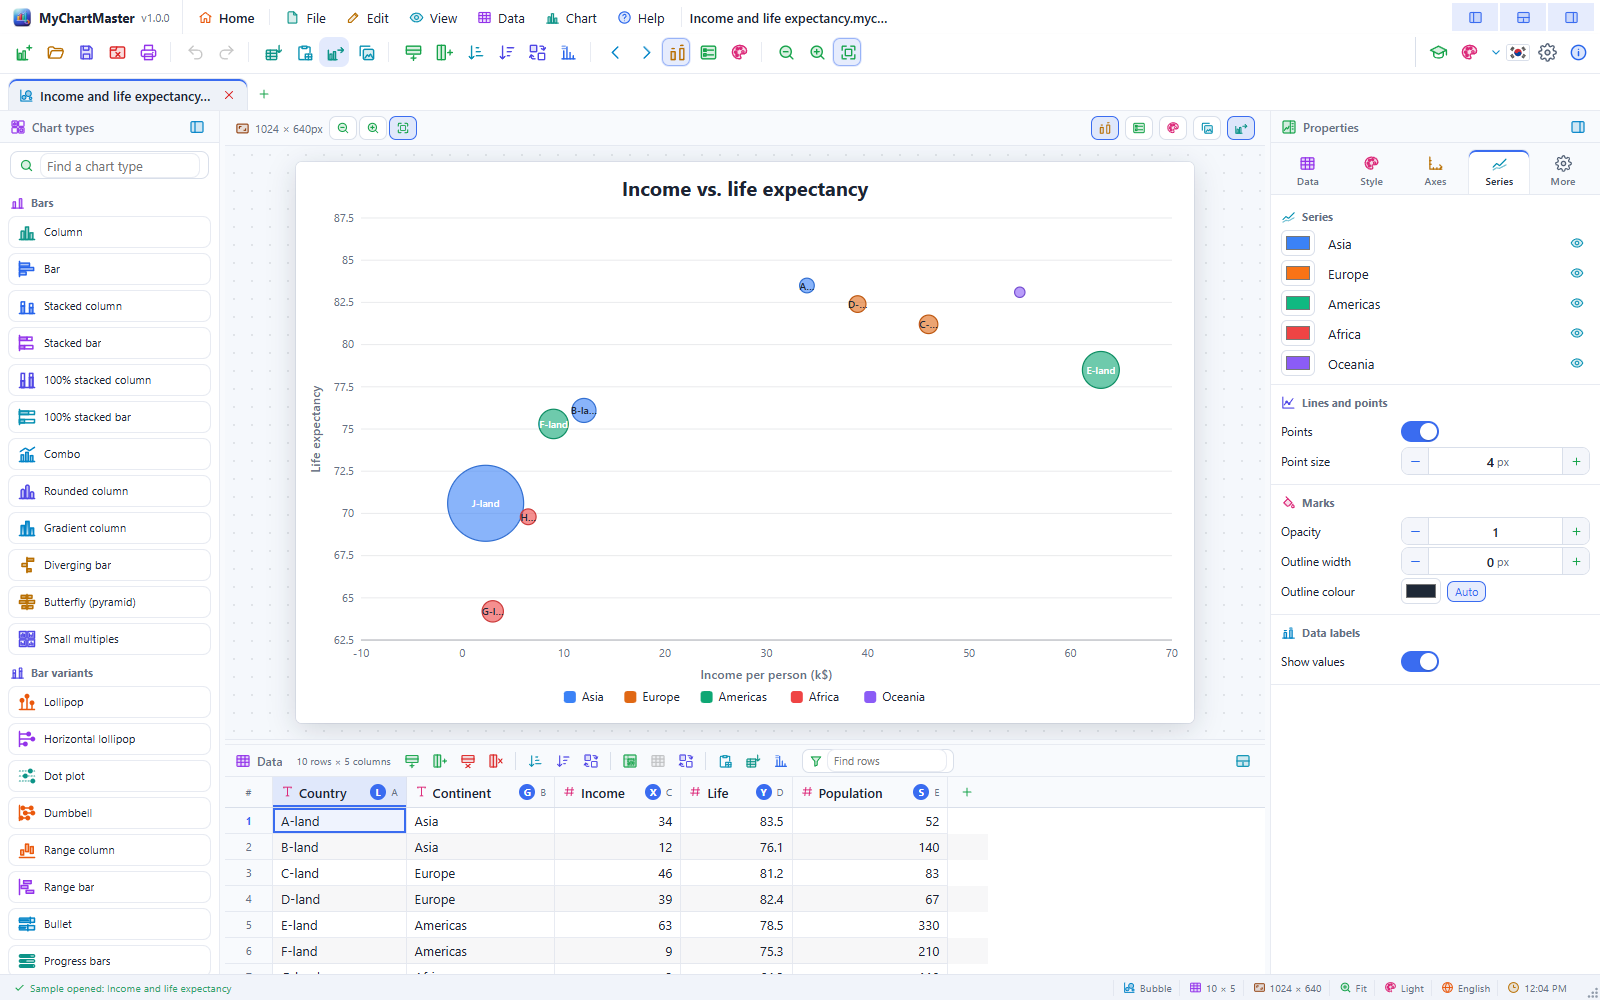 MyChartMaster v1.0.0 Home File Edit View Data Chart Help Income and life expectancy.myc...
Income and life expectancy...
Chart types
Find a chart type
Bars
Column
Bar
Stacked column
Stacked bar
100% stacked column
100% stacked bar
Combo
Rounded column
Gradient column
Diverging bar
Butterfly (pyramid)
Small multiples
Bar variants
Lollipop
Horizontal lollipop
Dot plot
Dumbbell
Range column
Range bar
Bullet
Progress bars
1024 × 640px
Income vs. life expectancy
87.5
85
82.5
80
77.5
75
72.5
70
67.5
65
62.5
Life expectancy
A...
D-...
C-...
E-land
B-la...
F-land
J-land
H...
G-l...
-10 0 10 20 30 40 50 60 70
Income per person (k$)
Asia Europe Americas Africa Oceania
Data 10 rows × 5 columns Find rows
# Country L A Continent G B # Income X C # Life Y D # Population S E
1 A-land Asia 34 83.5 52
2 B-land Asia 12 76.1 140
3 C-land Europe 46 81.2 83
4 D-land Europe 39 82.4 67
5 E-land Americas 63 78.5 330
6 F-land Americas 9 75.3 210
Properties
Data Style Axes Series More
Series
Asia
Europe
Americas
Africa
Oceania
Lines and points
Points
Point size 4 px
Marks
Opacity 1
Outline width 0 px
Outline colour Auto
Data labels
Show values
Sample opened: Income and life expectancy
Bubble 10 × 5 1024 × 640 Fit Light English 12:04 PM